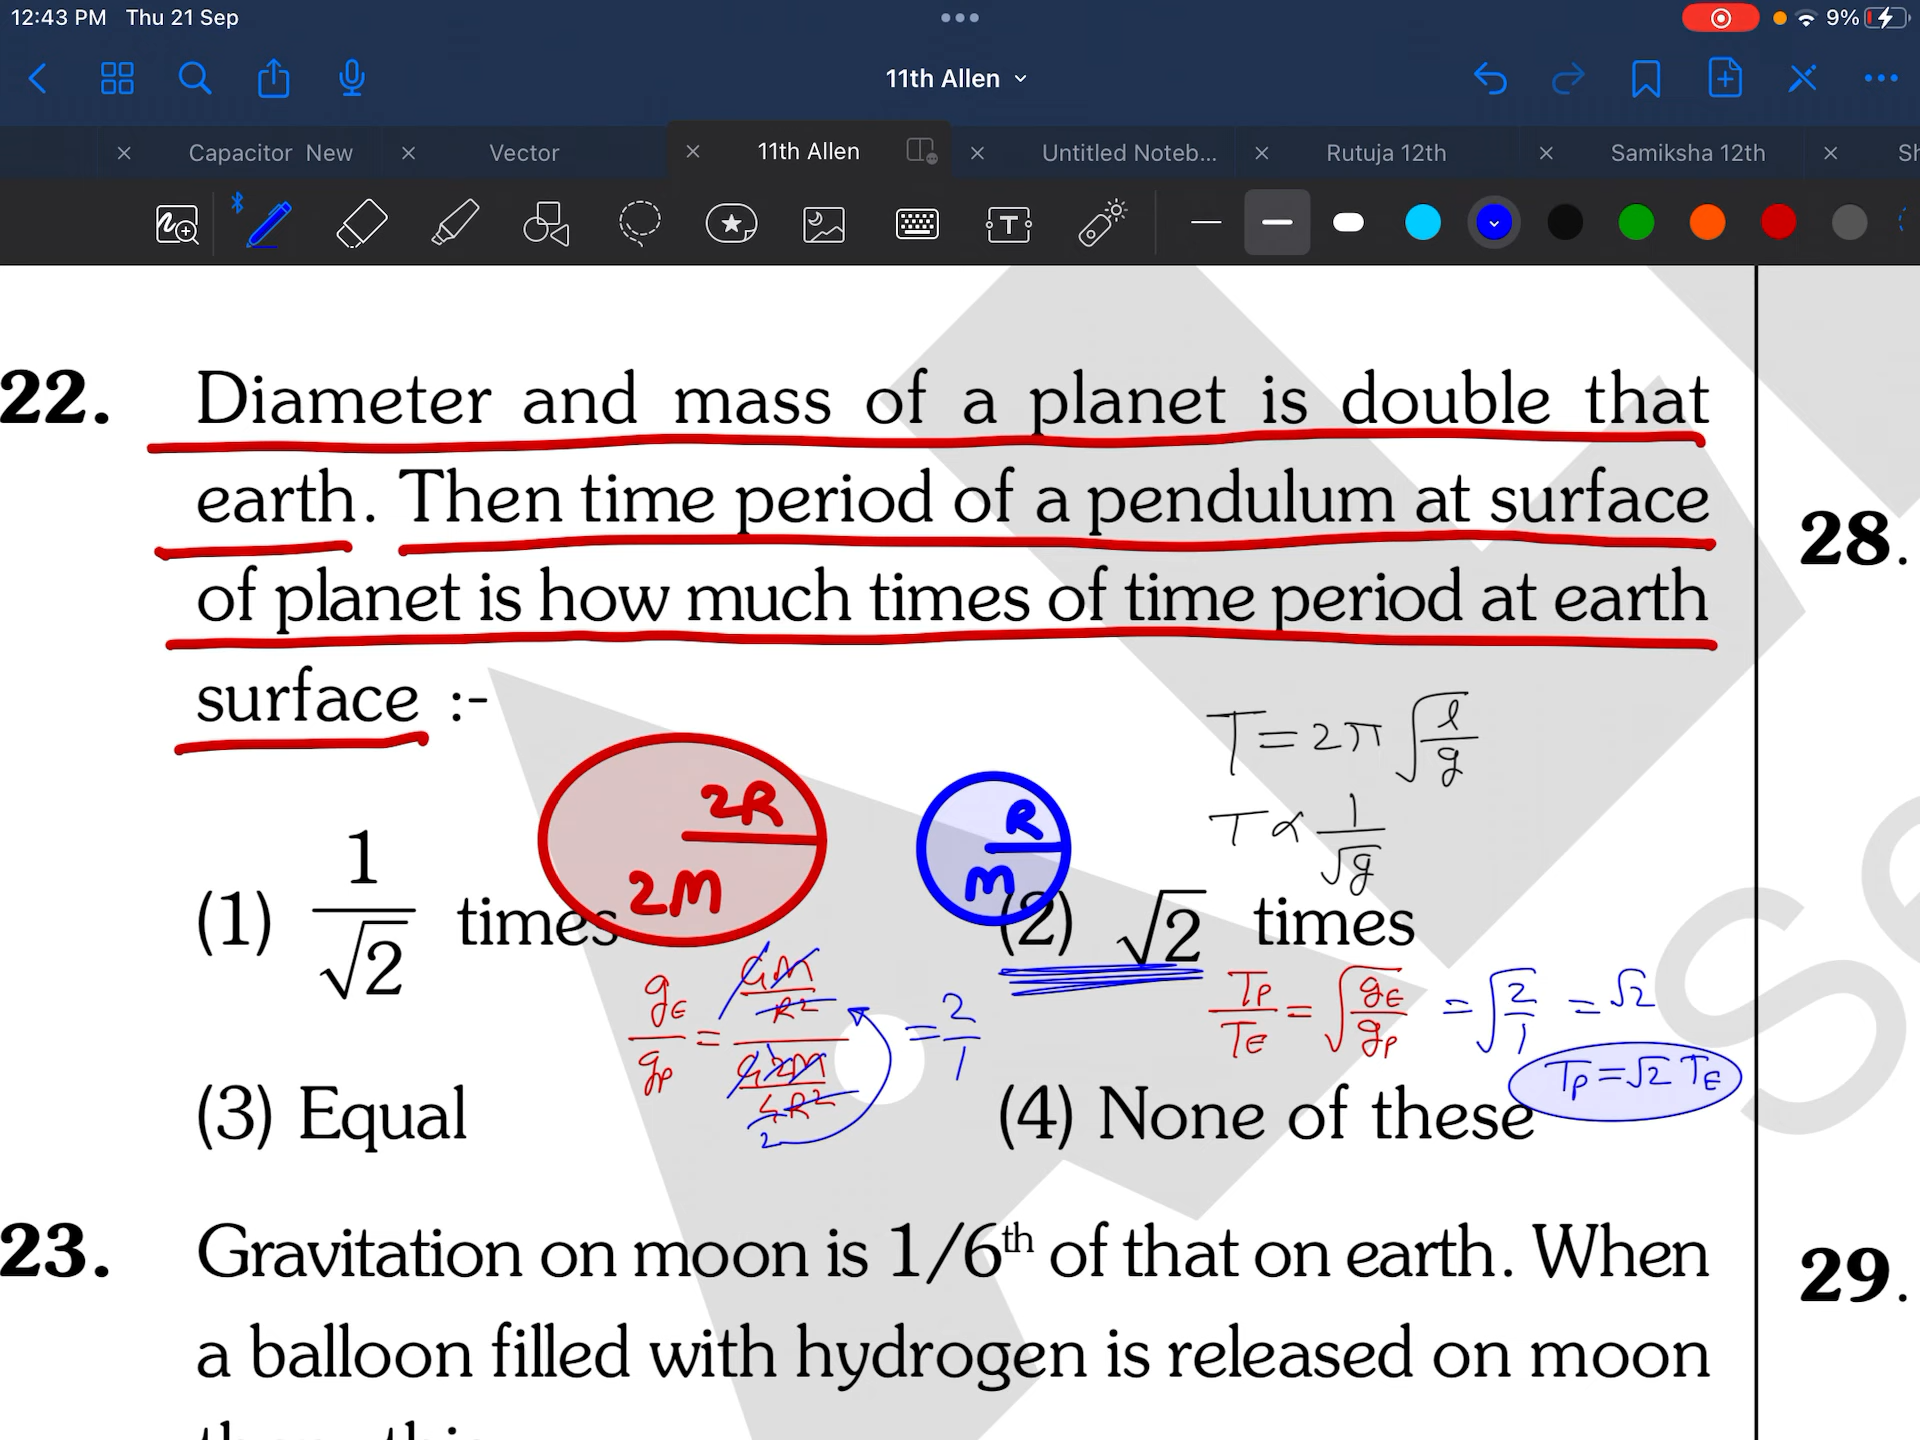 12:43 PM Thu 21 Sep
9%
11th Allen
Capacitor New
Vector
11th Allen
Untitled Noteb...
Rutuja 12th
Samiksha 12th
Sh
T
22. Diameter and mass of a planet is double that
earth. Then time period of a pendulum at surface
of planet is how much times of time period at earth
surface :-
T = 2π √(l/g)
T ∝ 1/√g
2R
2M
R
M
(1) 1/√2 times
(2) √2 times
gE/gP = (GM/R²)/(G2M/4R²) = 2/1
2
TP/TE = √(gE/gP) = √(2/1) = √2
TP = √2 TE
(3) Equal
(4) None of these
23. Gravitation on moon is 1/6th of that on earth. When
a balloon filled with hydrogen is released on moon
28.
29.